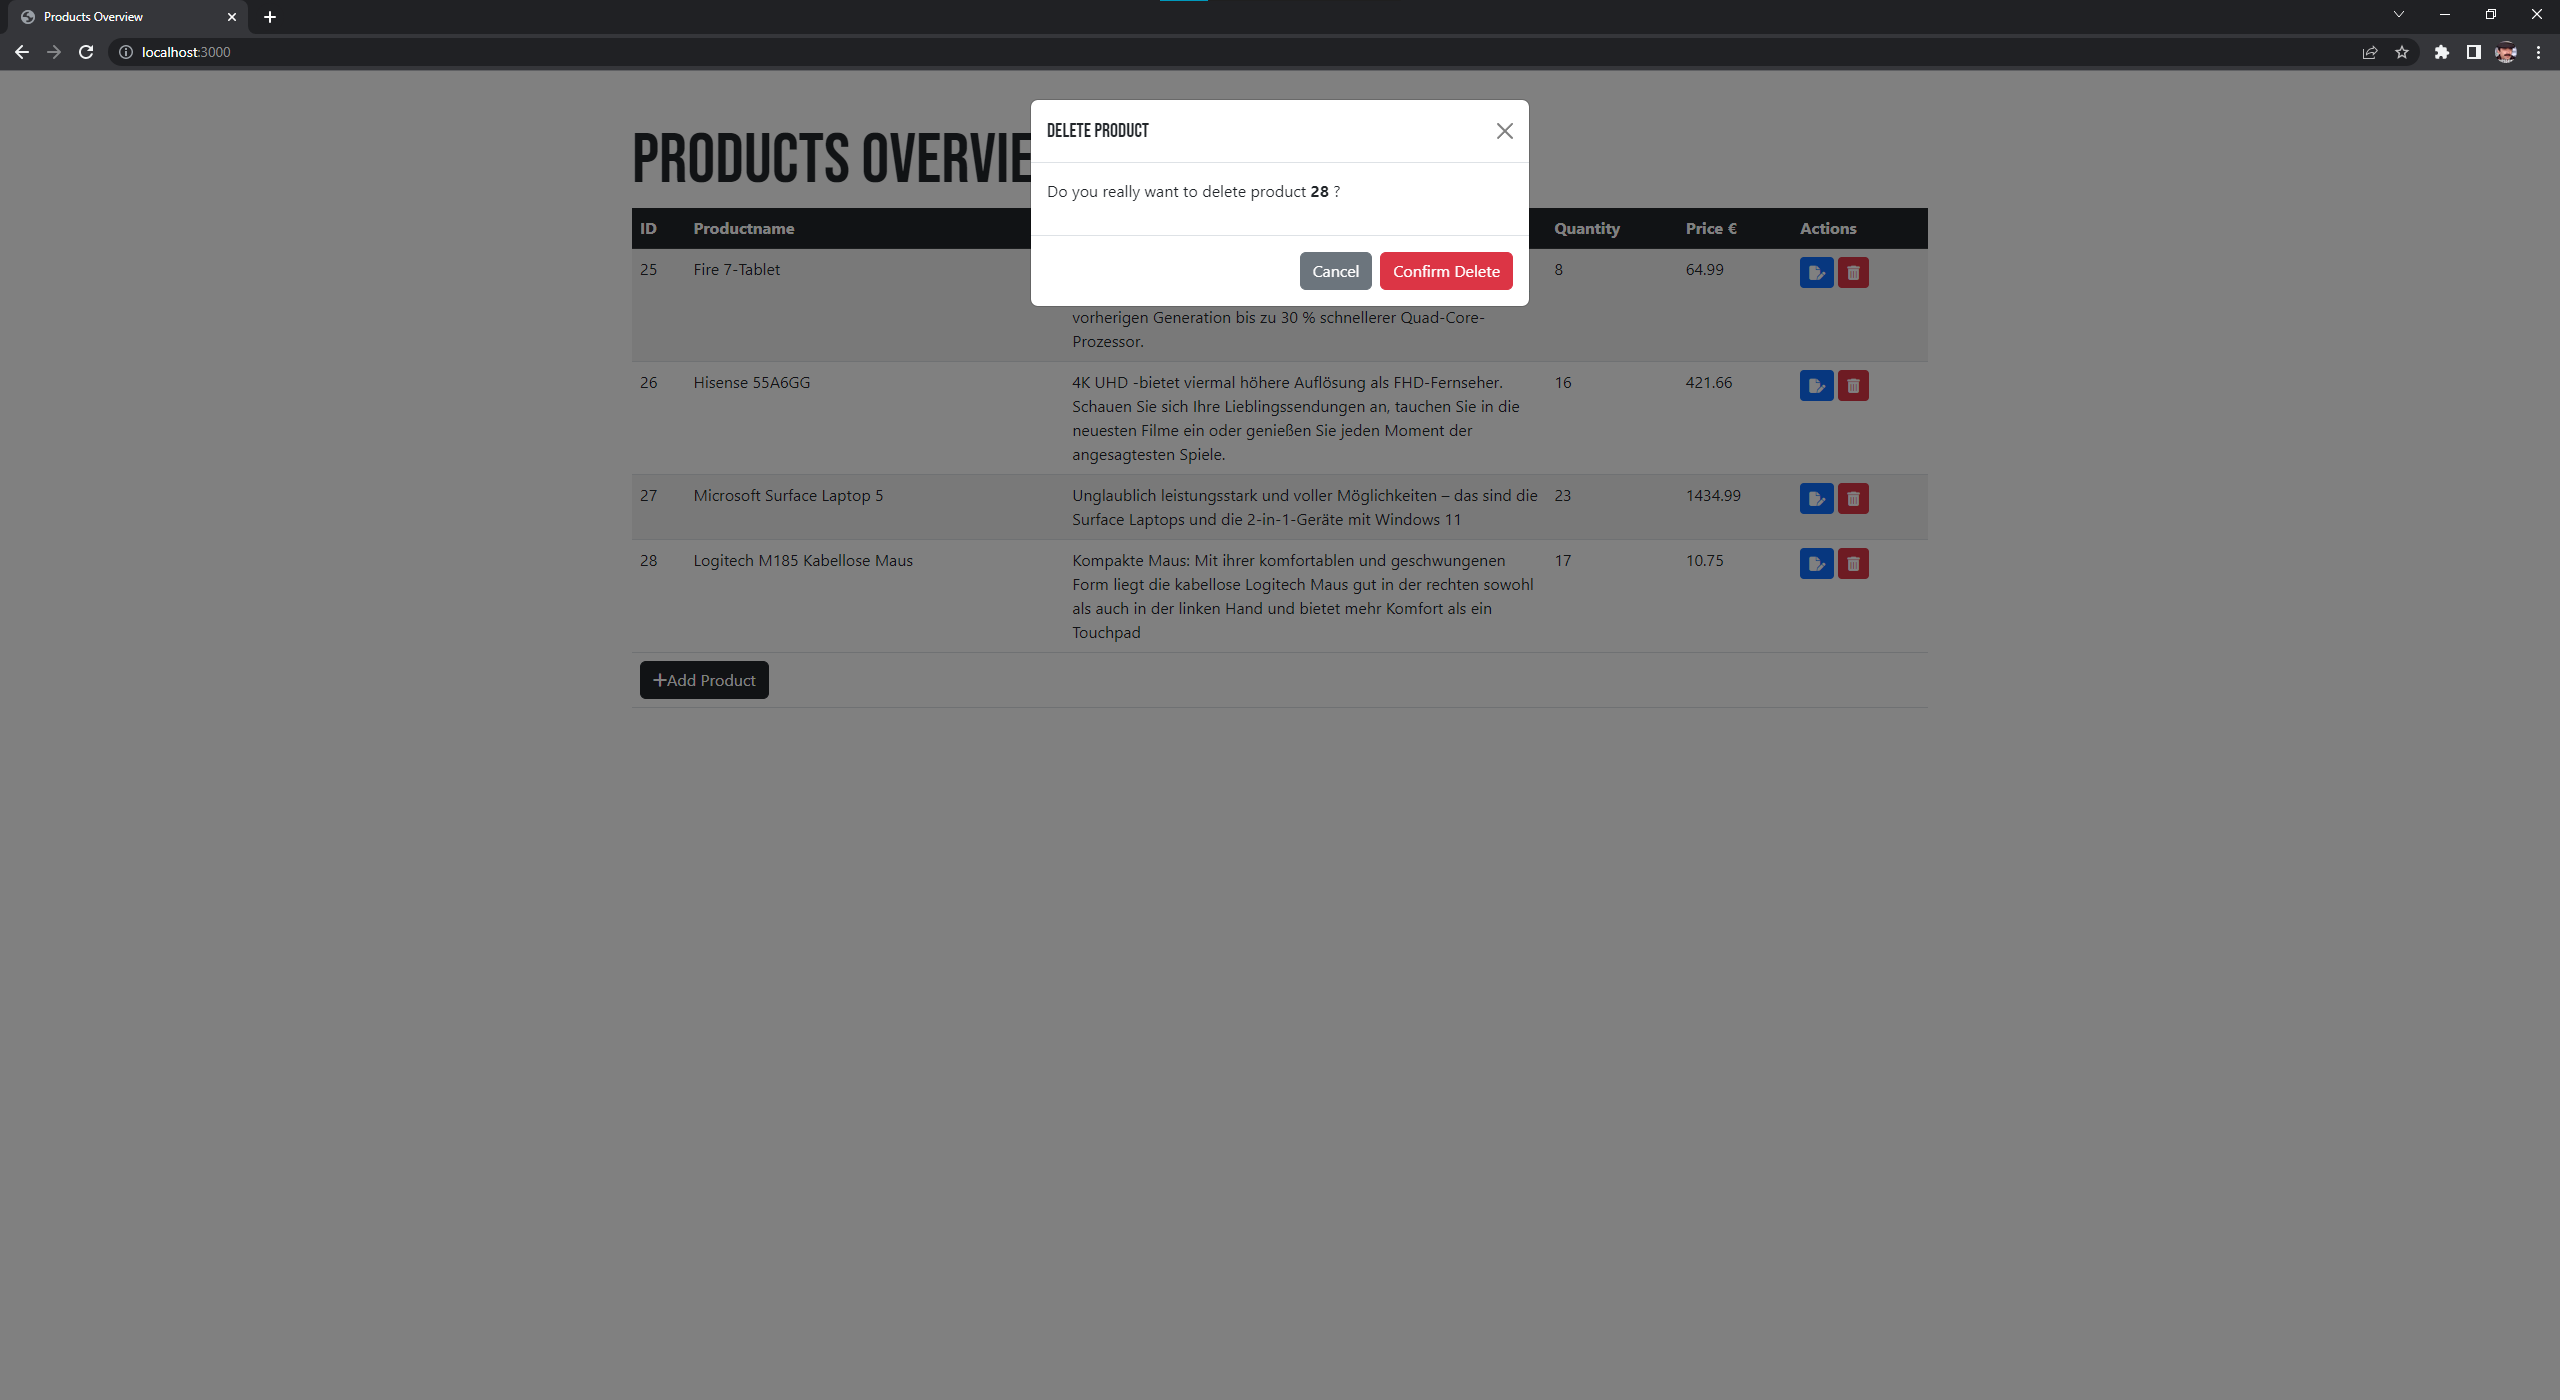 Products Overview
localhost:3000
DELETE PRODUCT
Do you really want to delete product 28 ?
Cancel Confirm Delete
PRODUCTS OVERVIE
ID Productname Quantity Price € Actions
25 Fire 7-Tablet 8 64.99
vorherigen Generation bis zu 30 % schnellerer Quad-Core-
Prozessor.
26 Hisense 55A6GG 4K UHD -bietet viermal höhere Auflösung als FHD-Fernseher. 16 421.66
Schauen Sie sich Ihre Lieblingssendungen an, tauchen Sie in die
neuesten Filme ein oder genießen Sie jeden Moment der
angesagtesten Spiele.
27 Microsoft Surface Laptop 5 Unglaublich leistungsstark und voller Möglichkeiten – das sind die 23 1434.99
Surface Laptops und die 2-in-1-Geräte mit Windows 11
28 Logitech M185 Kabellose Maus Kompakte Maus: Mit ihrer komfortablen und geschwungenen 17 10.75
Form liegt die kabellose Logitech Maus gut in der rechten sowohl
als auch in der linken Hand und bietet mehr Komfort als ein
Touchpad
+Add Product